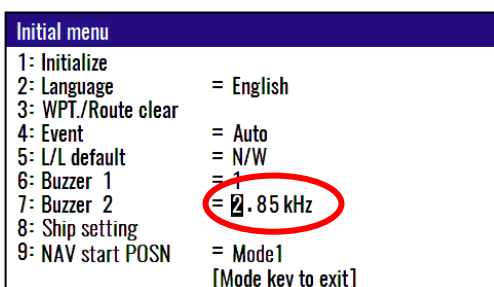 Initial menu
1: Initialize
2: Language = English
3: WPT./Route clear
4: Event = Auto
5: L/L default = N/W
6: Buzzer 1 = 1
7: Buzzer 2 = 2.85 kHz
8: Ship setting
9: NAV start POSN = Mode1
[Mode key to exit]